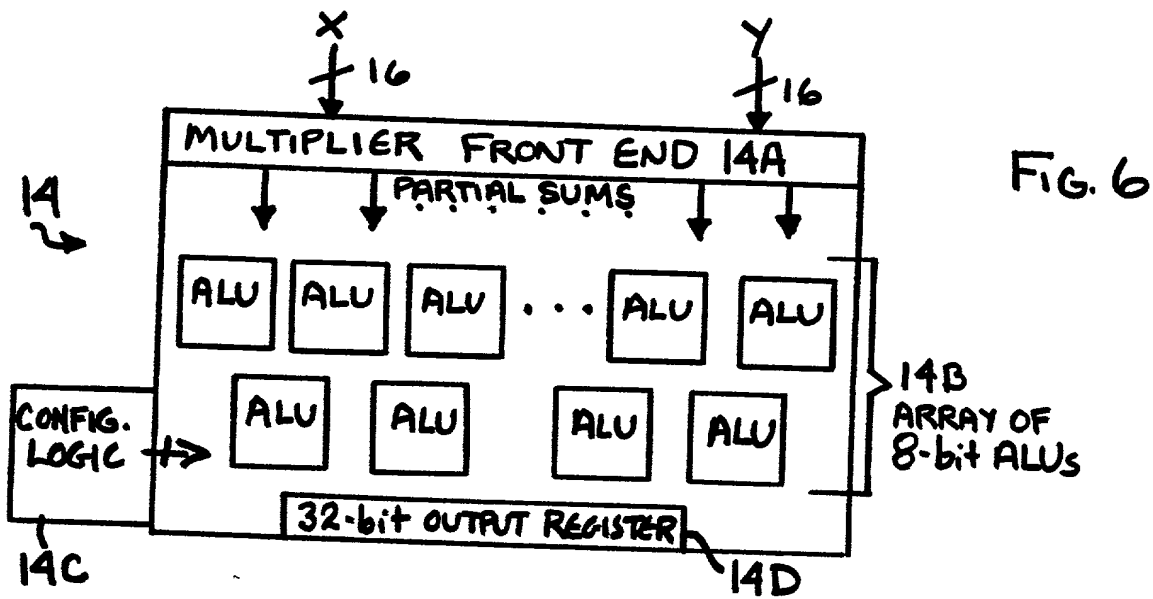 X
Y
16
16
MULTIPLIER FRONT END 14A
FIG. 6
PARTIAL SUMS
14
ALU
ALU
ALU
. . .
ALU
ALU
14B
ARRAY OF
8-bit ALUs
ALU
ALU
ALU
ALU
CONFIG.
LOGIC
32-bit OUTPUT REGISTER
14C
14D